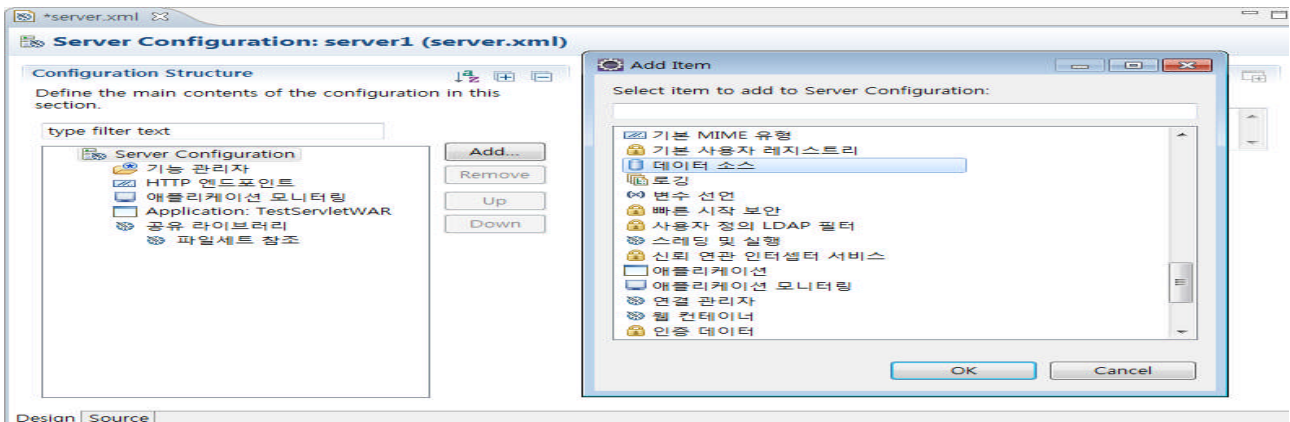 *server.xml
Server Configuration: server1 (server.xml)
Configuration Structure
Define the main contents of the configuration in this
section.
type filter text
Server Configuration
기능 관리자
HTTP 엔드포인트
애플리케이션 모니터링
Application: TestServletWAR
공유 라이브러리
파일세트 참조
Add...
Remove
Up
Down
Add Item
Select item to add to Server Configuration:
기본 MIME 유형
기본 사용자 레지스트리
데이터 소스
로깅
변수 선언
빠른 시작 보안
사용자 정의 LDAP 필터
스레딩 및 실행
신뢰 연관 인터셉터 서비스
애플리케이션
애플리케이션 모니터링
연결 관리자
웹 컨테이너
인증 데이터
OK
Cancel
Design
Source